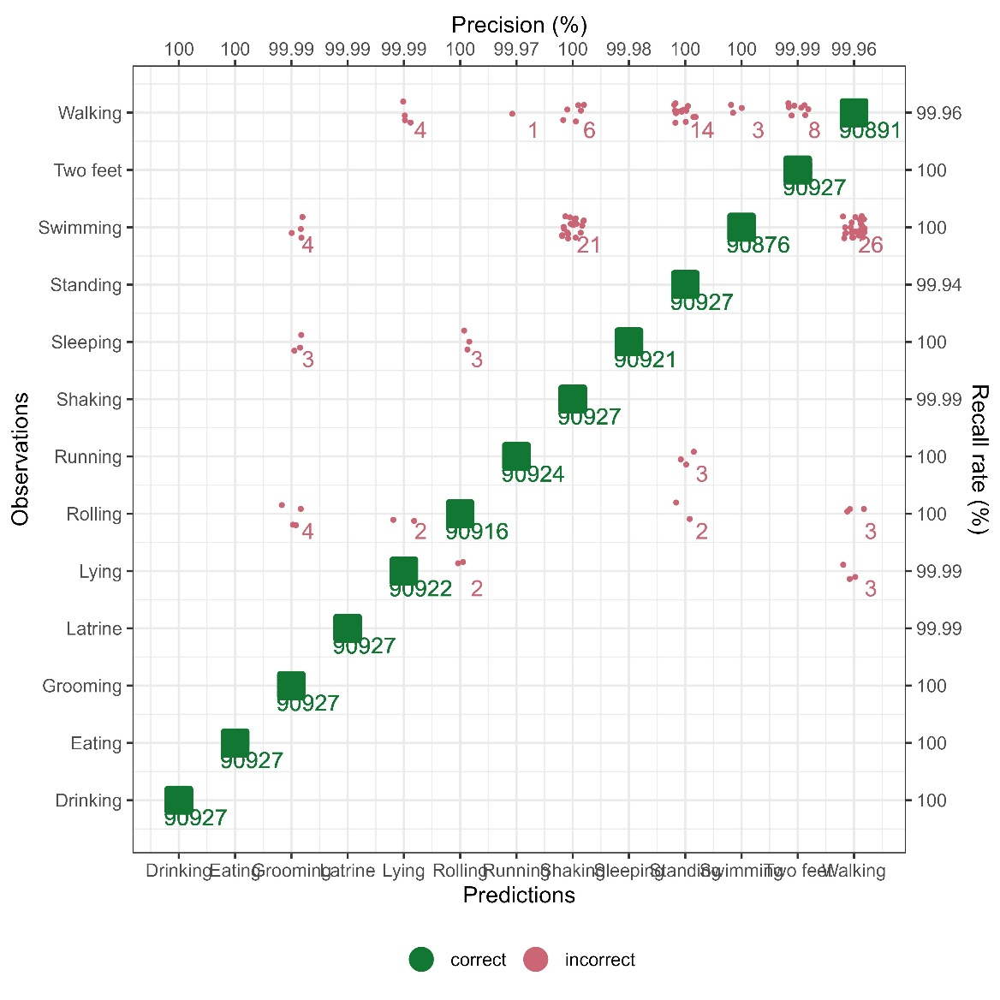 Precision (%)
100 100 99.99 99.99 99.99 100 99.97 100 99.98 100 100 99.99 99.96
Walking 4 1 6 14 3 8 90891 99.96
Two feet 90927 100
Swimming 4 21 90876 26 100
Standing 90927 99.94
Sleeping 3 3 90921 100
Shaking 90927 99.99
Running 90924 3 100
Rolling 4 2 90916 2 3 100
Lying 90922 2 3 99.99
Latrine 90927 99.99
Grooming 90927 100
Eating 90927 100
Drinking 90927 100
Observations
Recall rate (%)
Drinking Eating Grooming Latrine Lying Rolling Running Shaking Sleeping Standing Swimming Two feet Walking
Predictions
correct incorrect